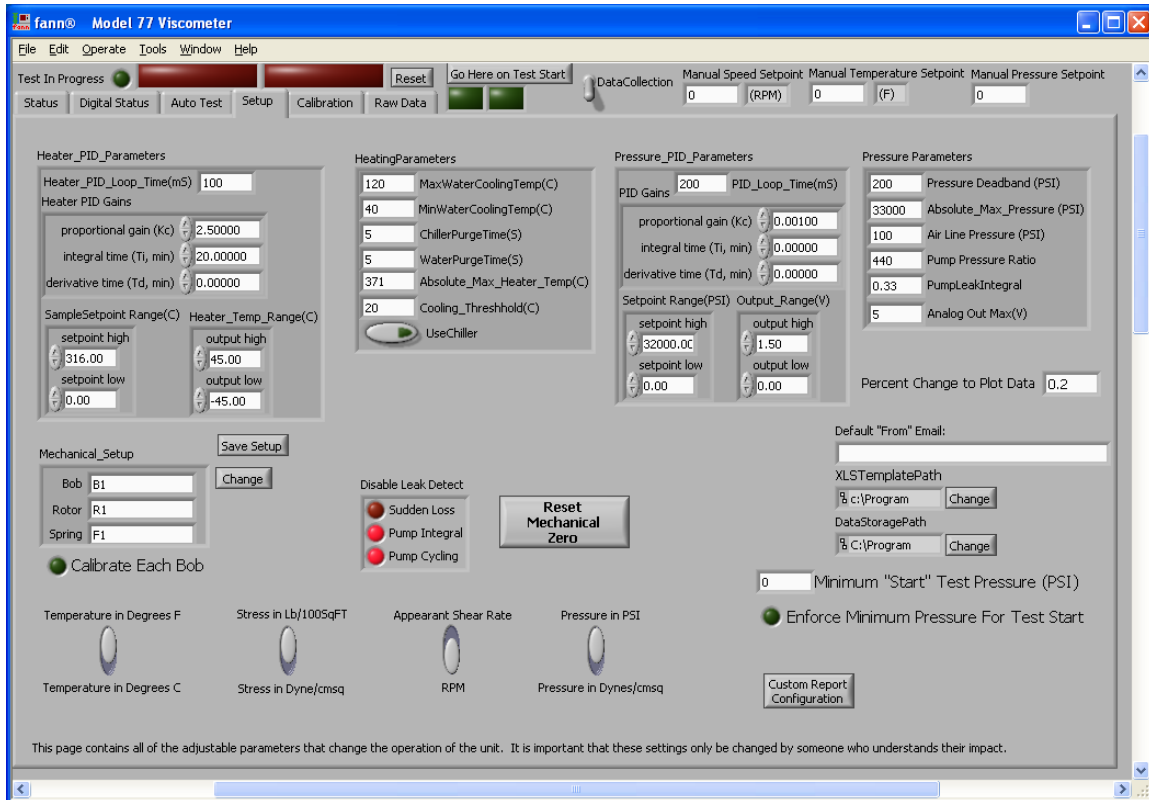 fann® Model 77 Viscometer
File Edit Operate Tools Window Help
Test In Progress Reset Go Here on Test Start DataCollection Manual Speed Setpoint Manual Temperature Setpoint Manual Pressure Setpoint
0 (RPM) 0 (F) 0
Status Digital Status Auto Test Setup Calibration Raw Data
Heater_PID_Parameters
Heater_PID_Loop_Time(mS) 100
Heater PID Gains
proportional gain (Kc) 2.50000
integral time (Ti, min) 20.00000
derivative time (Td, min) 0.00000
SampleSetpoint Range(C) Heater_Temp_Range(C)
setpoint high output high
316.00 45.00
setpoint low output low
0.00 -45.00
HeatingParameters
120 MaxWaterCoolingTemp(C)
40 MinWaterCoolingTemp(C)
5 ChillerPurgeTime(S)
5 WaterPurgeTime(S)
371 Absolute_Max_Heater_Temp(C)
20 Cooling_Threshhold(C)
UseChiller
Pressure_PID_Parameters
PID Gains 200 PID_Loop_Time(mS)
proportional gain (Kc) 0.00100
integral time (Ti, min) 0.00000
derivative time (Td, min) 0.00000
Setpoint Range(PSI) Output_Range(V)
setpoint high output high
32000.00 1.50
setpoint low output low
0.00 0.00
Pressure Parameters
200 Pressure Deadband (PSI)
33000 Absolute_Max_Pressure (PSI)
100 Air Line Pressure (PSI)
440 Pump Pressure Ratio
0.33 PumpLeakIntegral
5 Analog Out Max(V)
Percent Change to Plot Data 0.2
Mechanical_Setup
Bob B1
Rotor R1
Spring F1
Calibrate Each Bob
Save Setup
Change
Disable Leak Detect
Sudden Loss
Pump Integral
Pump Cycling
Reset
Mechanical
Zero
Default "From" Email:
XLSTemplatePath
c:\Program Change
DataStoragePath
C:\Program Change
0 Minimum "Start" Test Pressure (PSI)
Enforce Minimum Pressure For Test Start
Temperature in Degrees F Stress in Lb/100SqFT Appearant Shear Rate Pressure in PSI
Temperature in Degrees C Stress in Dyne/cmsq RPM Pressure in Dynes/cmsq
Custom Report
Configuration
This page contains all of the adjustable parameters that change the operation of the unit. It is important that these settings only be changed by someone who understands their impact.